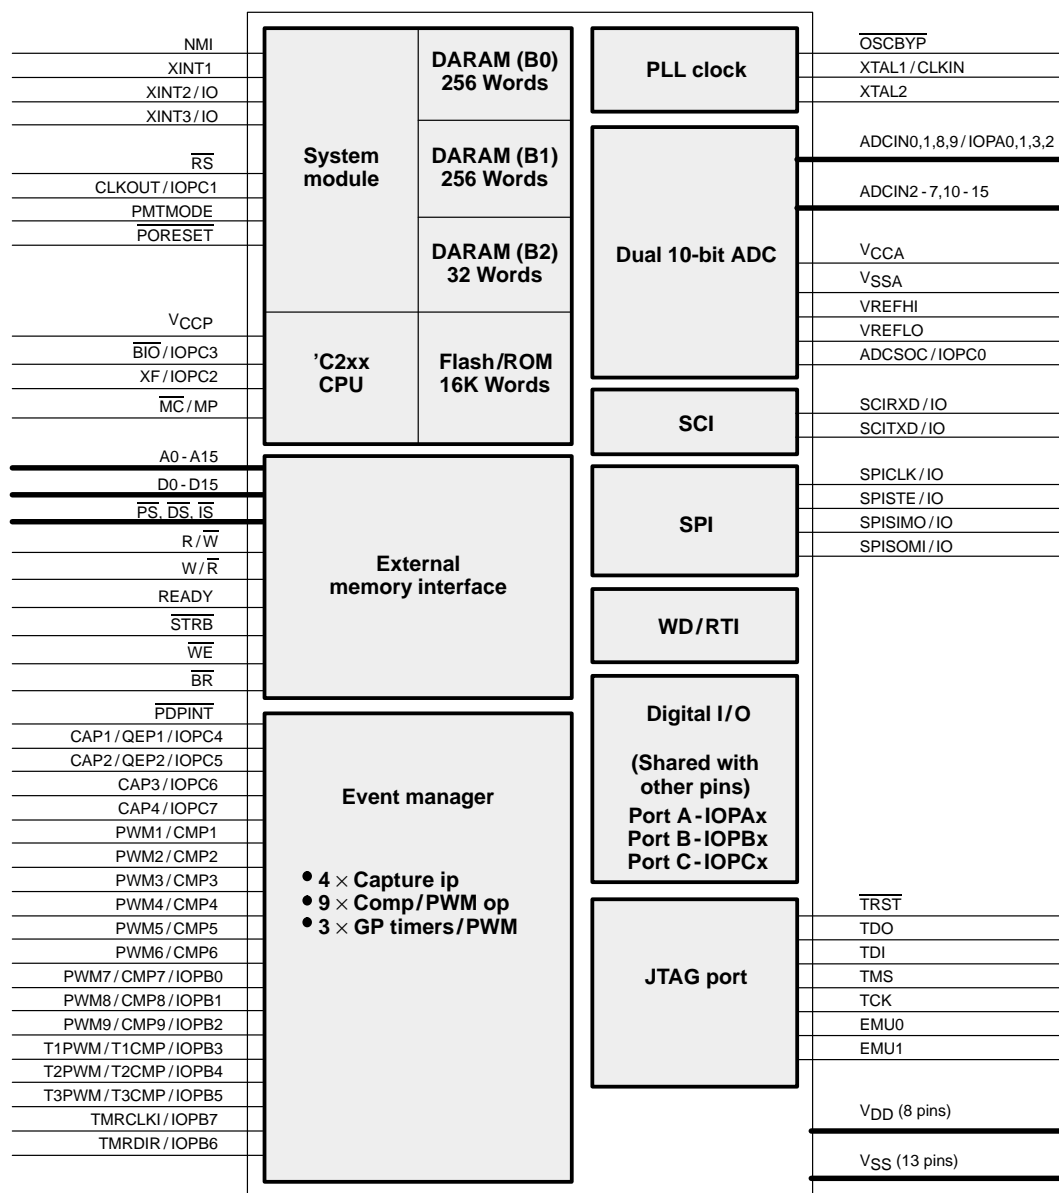 NMI
XINT1
XINT2/IO
XINT3/IO
RS
CLKOUT/IOPC1
PMTMODE
PORESET
VCCP
BIO/IOPC3
XF/IOPC2
MC/MP
A0-A15
D0-D15
PS, DS, IS
R/W
W/R
READY
STRB
WE
BR
PDPINT
CAP1/QEP1/IOPC4
CAP2/QEP2/IOPC5
CAP3/IOPC6
CAP4/IOPC7
PWM1/CMP1
PWM2/CMP2
PWM3/CMP3
PWM4/CMP4
PWM5/CMP5
PWM6/CMP6
PWM7/CMP7/IOPB0
PWM8/CMP8/IOPB1
PWM9/CMP9/IOPB2
T1PWM/T1CMP/IOPB3
T2PWM/T2CMP/IOPB4
T3PWM/T3CMP/IOPB5
TMRCLKI/IOPB7
TMRDIR/IOPB6
System
module
DARAM (B0)
256 Words
DARAM (B1)
256 Words
DARAM (B2)
32 Words
'C2xx
CPU
Flash/ROM
16K Words
External
memory interface
Event manager
• 4 × Capture ip
• 9 × Comp/PWM op
• 3 × GP timers/PWM
PLL clock
Dual 10-bit ADC
SCI
SPI
WD/RTI
Digital I/O
(Shared with
other pins)
Port A-IOPAx
Port B-IOPBx
Port C-IOPCx
JTAG port
OSCBYP
XTAL1/CLKIN
XTAL2
ADCIN0,1,8,9/IOPA0,1,3,2
ADCIN2-7,10-15
VCCA
VSSA
VREFHI
VREFLO
ADCSOC/IOPC0
SCIRXD/IO
SCITXD/IO
SPICLK/IO
SPISTE/IO
SPISIMO/IO
SPISOMI/IO
TRST
TDO
TDI
TMS
TCK
EMU0
EMU1
VDD (8 pins)
VSS (13 pins)